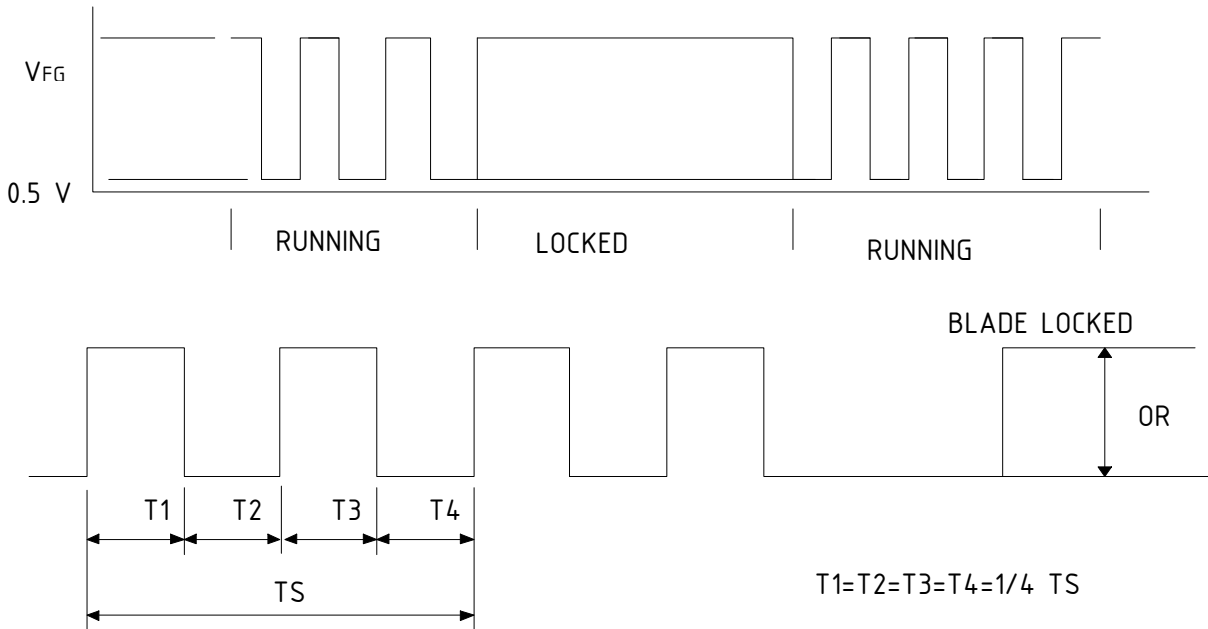 VFG
0.5 V
RUNNING
LOCKED
RUNNING
BLADE LOCKED
OR
T1
T2
T3
T4
TS
T1=T2=T3=T4=1/4 TS